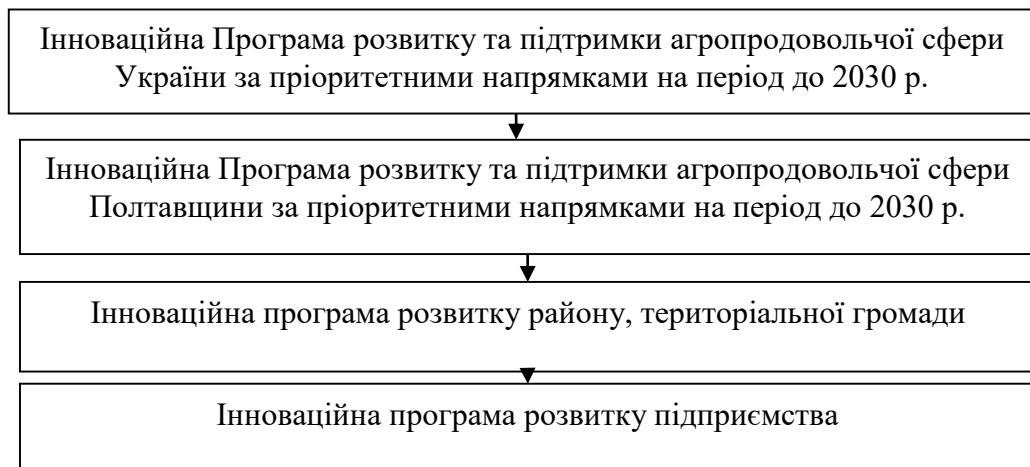 Інноваційна Програма розвитку та підтримки агропродовольчої сфери
України за пріоритетними напрямками на період до 2030 р.
Інноваційна Програма розвитку та підтримки агропродовольчої сфери
Полтавщини за пріоритетними напрямками на період до 2030 р.
Інноваційна програма розвитку району, територіальної громади
Інноваційна програма розвитку підприємства